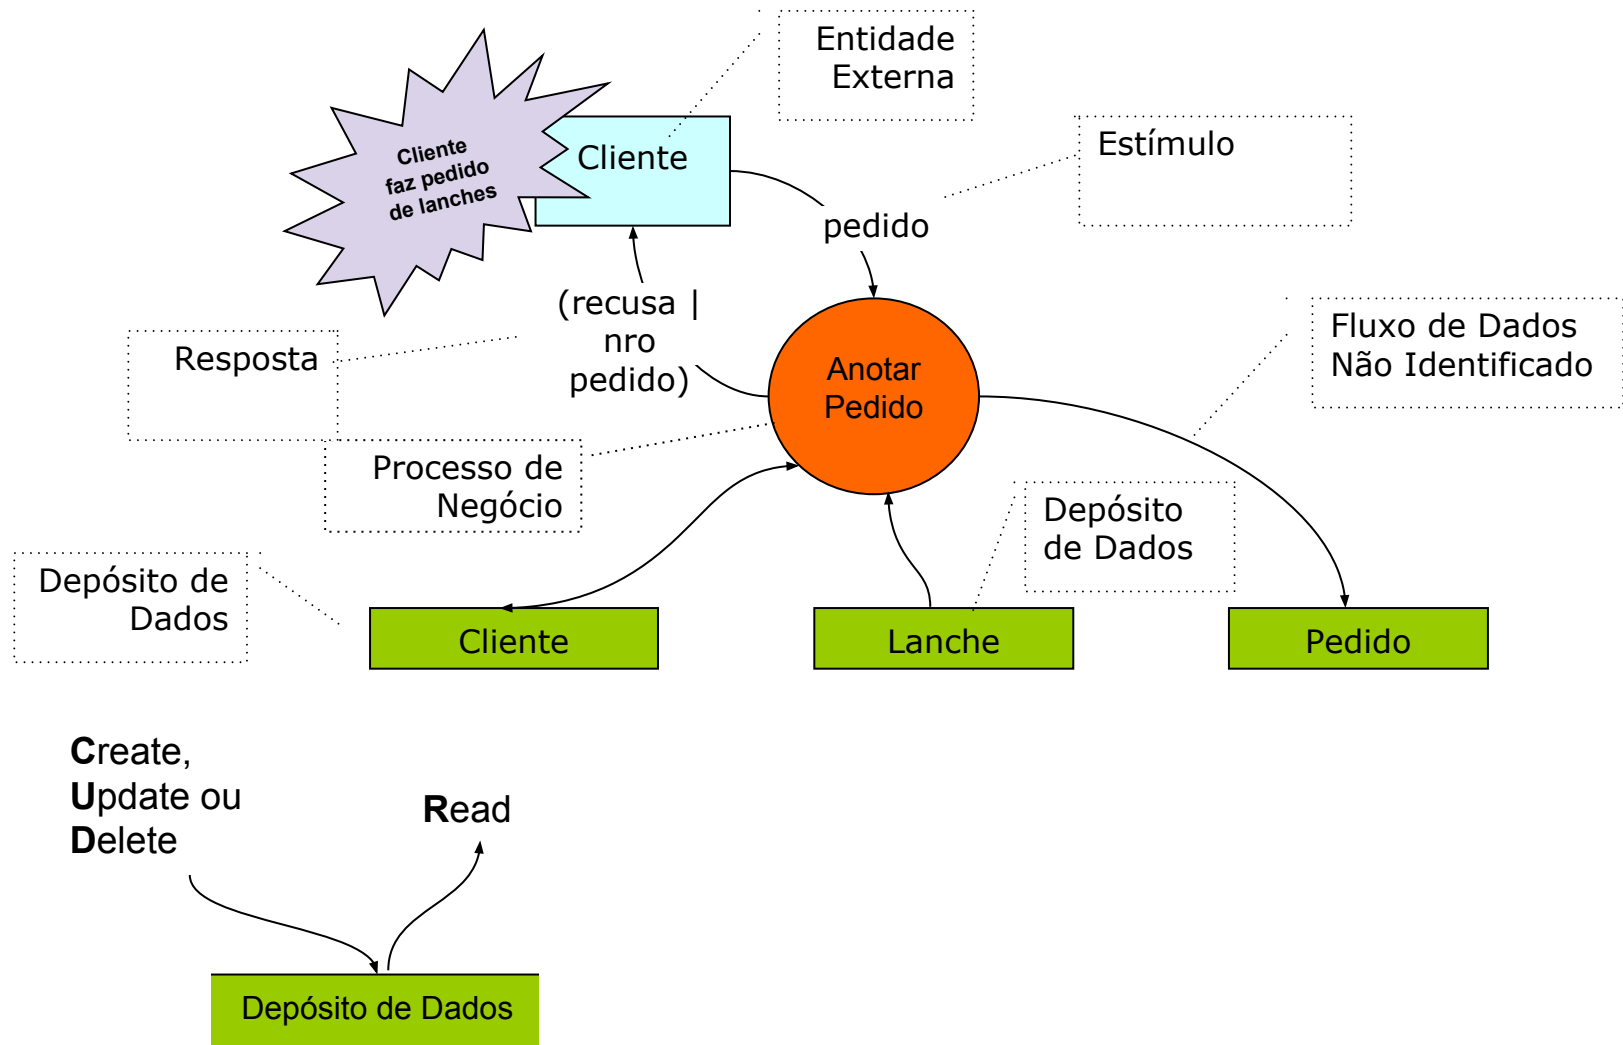 Entidade
Externa
Cliente
faz pedido
de lanches
Cliente
Estímulo
pedido
(recusa |
nro
pedido)
Resposta
Fluxo de Dados
Não Identificado
Anotar
Pedido
Processo de
Negócio
Depósito
de Dados
Depósito de
Dados
Cliente
Lanche
Pedido
Create,
Update ou
Delete
Read
Depósito de Dados